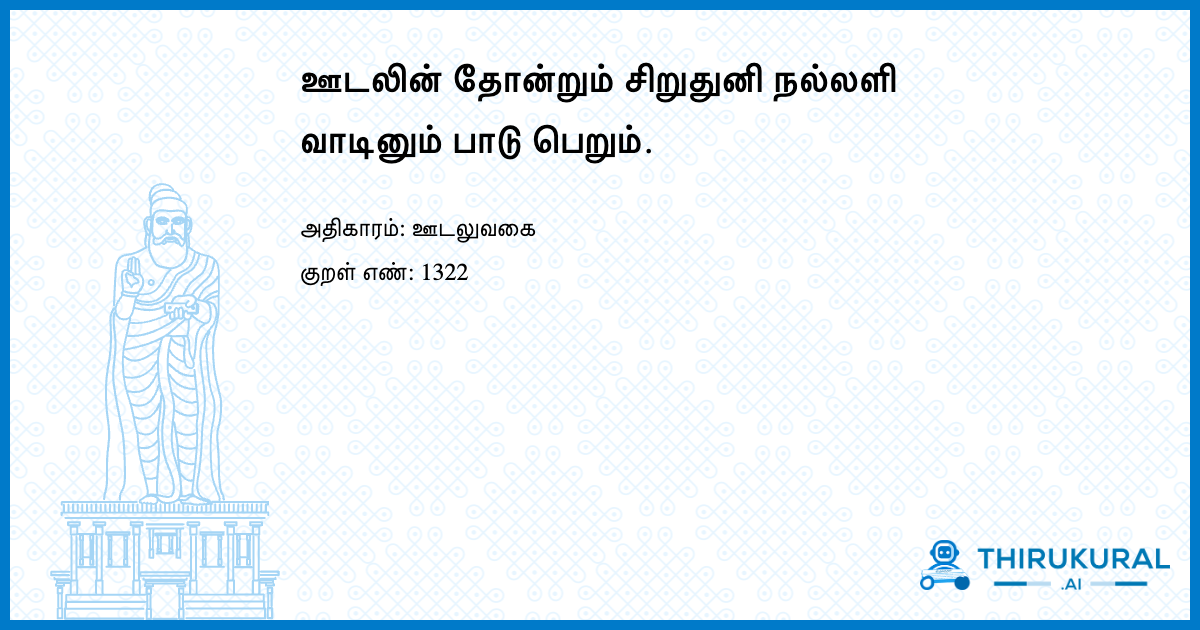 ஊடலின் தோன்றும் சிறுதுனி நல்லளி
வாடினும் பாடு பெறும்.
அதிகாரம்: ஊடலுவகை
குறள் எண்: 1322
THIRUKURAL
.AI